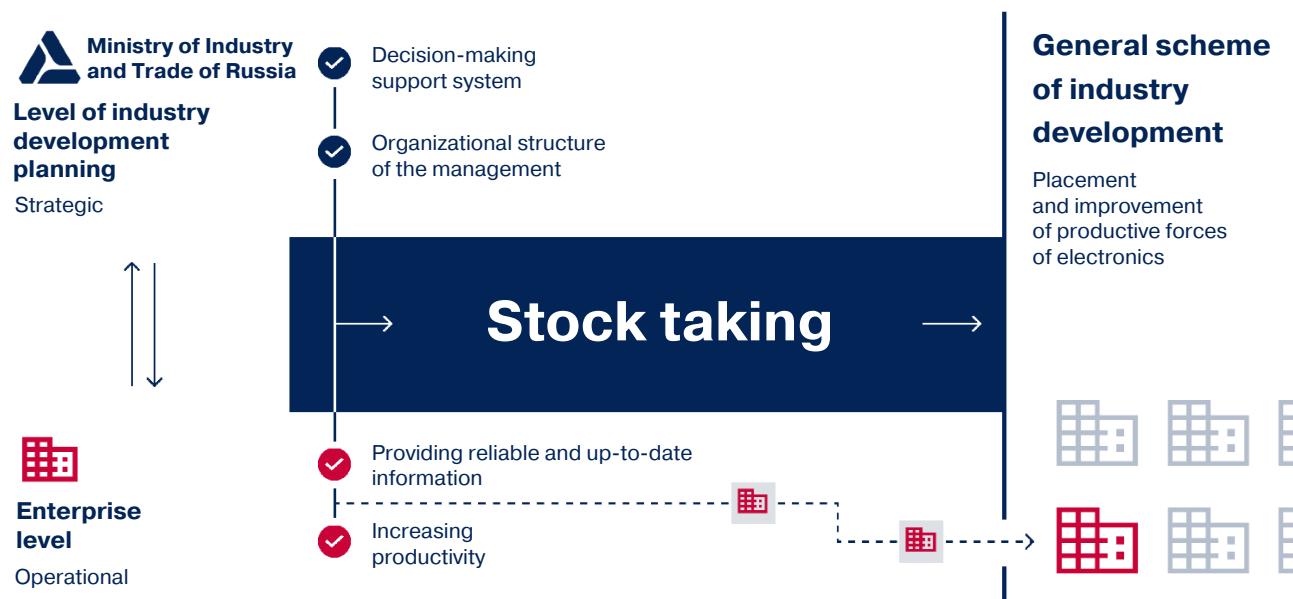 Ministry of Industry
and Trade of Russia
Level of industry
development
planning
Strategic
Enterprise
level
Operational
Decision-making
support system
Organizational structure
of the management
Stock taking
Providing reliable and up-to-date
information
Increasing
productivity
General scheme
of industry
development
Placement
and improvement
of productive forces
of electronics